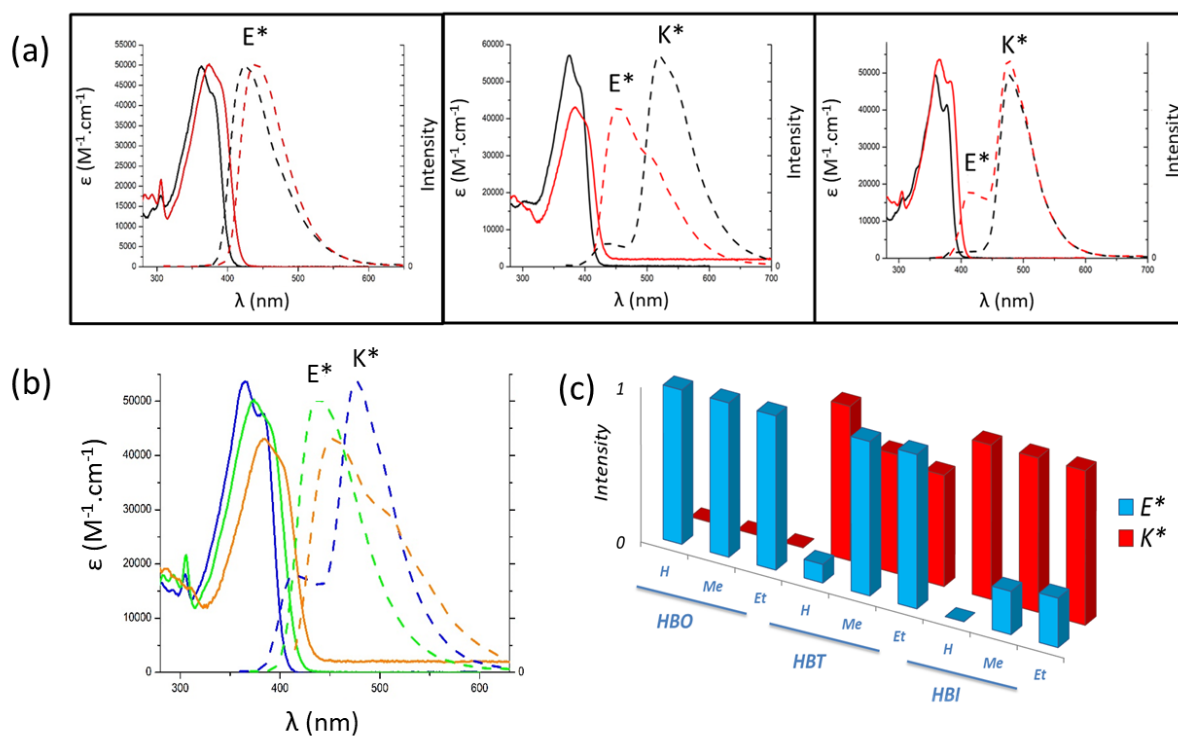 (a)
E*
55000
50000
45000
40000
35000
30000
25000
20000
15000
10000
5000
0
ε (M-1.cm-1)
Intensity
0
300
400
500
600
λ (nm)
K*
E*
60000
50000
40000
30000
20000
10000
0
ε (M-1.cm-1)
Intensity
0
300
400
500
600
700
λ (nm)
K*
E*
50000
40000
30000
20000
10000
0
ε (M-1.cm-1)
Intensity
0
300
400
500
600
700
λ (nm)
(b)
E*
K*
50000
40000
30000
20000
10000
0
ε (M-1.cm-1)
0
300
400
500
600
λ (nm)
(c)
1
Intensity
0
H
Me
Et
H
Me
Et
H
Me
Et
HBO
HBT
HBI
E*
K*